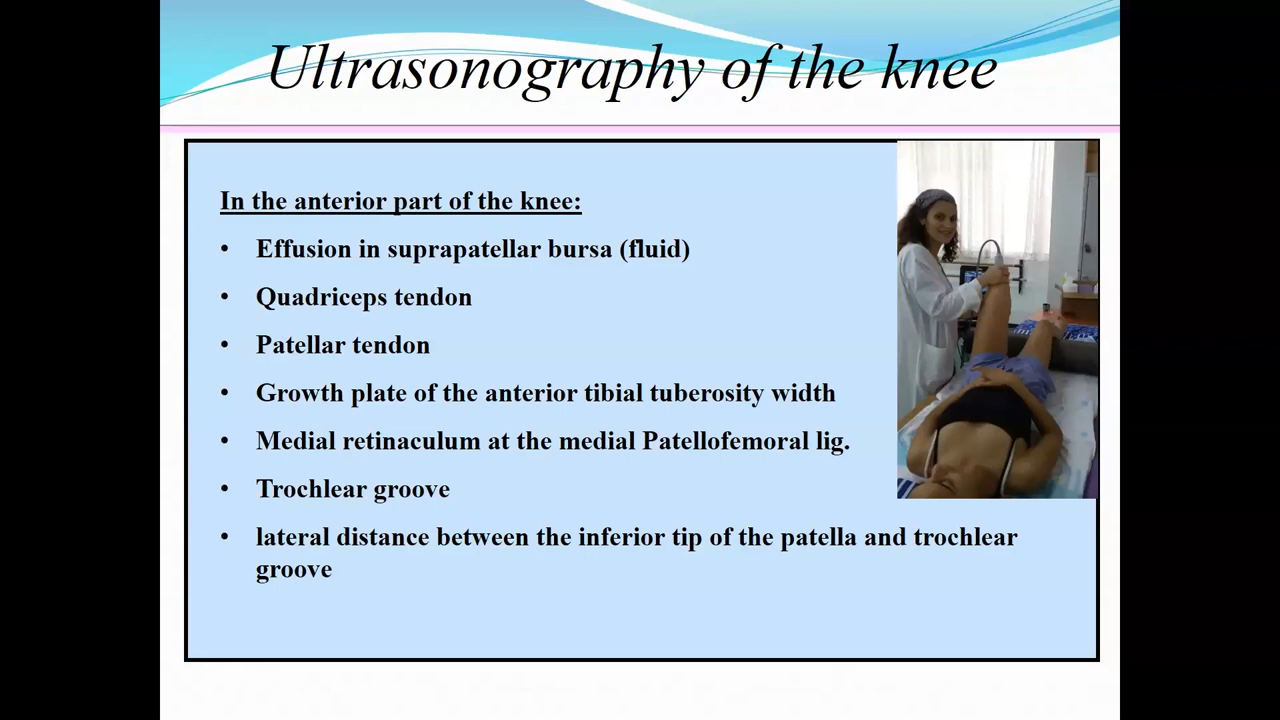 Ultrasonography of the knee
In the anterior part of the knee:
• Effusion in suprapatellar bursa (fluid)
• Quadriceps tendon
• Patellar tendon
• Growth plate of the anterior tibial tuberosity width
• Medial retinaculum at the medial Patellofemoral lig.
• Trochlear groove
• lateral distance between the inferior tip of the patella and trochlear
groove